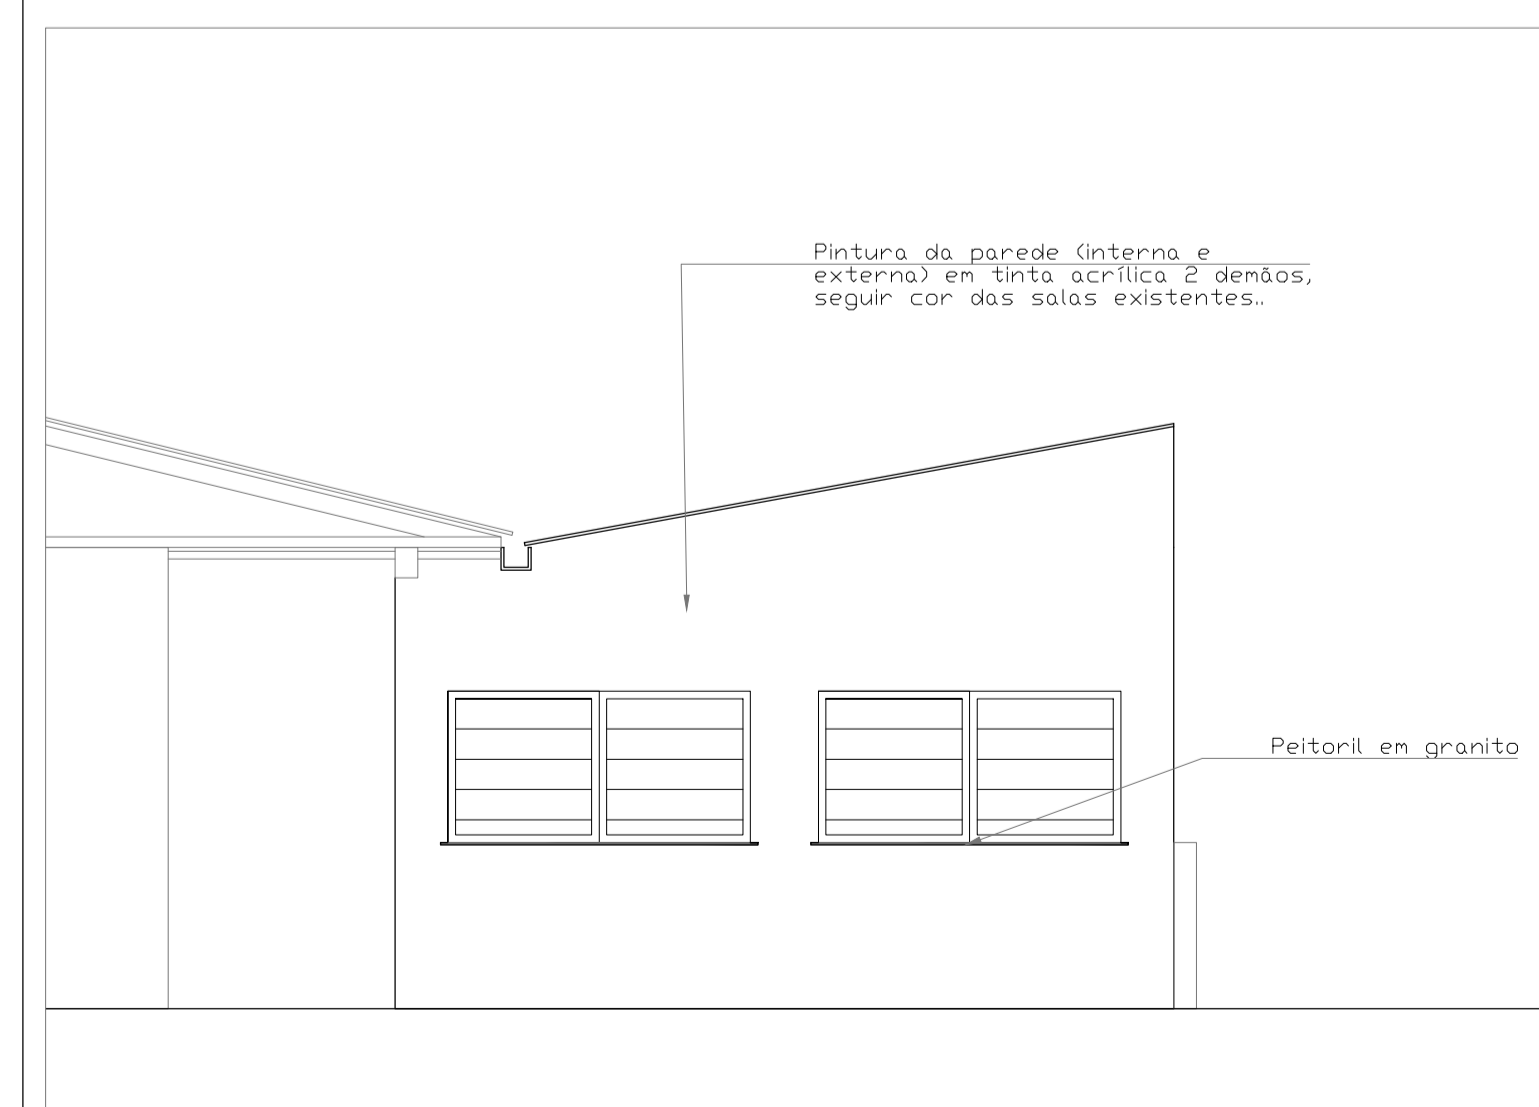 Pintura da parede (interna e
externa) em tinta acrílica 2 demãos,
seguir cor das salas existentes..
Peitoril em granito